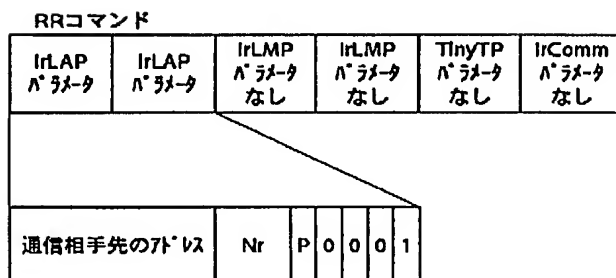 RRコマンド
IrLAP パラメータ
IrLAP パラメータ
IrLMP パラメータ なし
IrLMP パラメータ なし
TinyTP パラメータ なし
IrComm パラメータ なし
通信相手先のアドレス Nr P 0 0 0 1